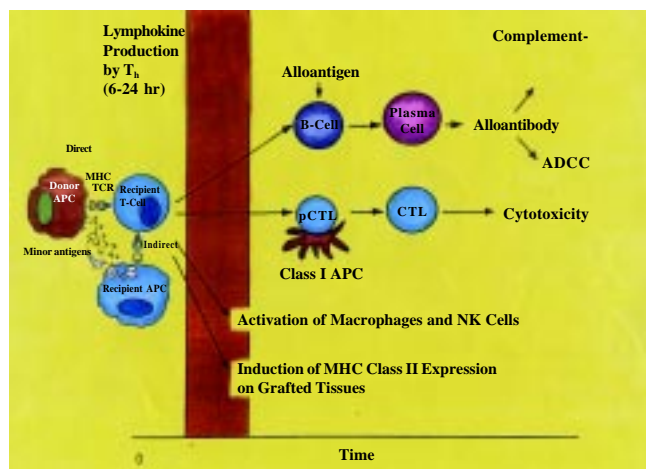 Lymphokine
Production
by Th
(6-24 hr)
Complement-
Alloantigen
B-Cell
Plasma
Cell
Alloantibody
ADCC
Direct
MHC
TCR
Donor
APC
Recipient
T-Cell
pCTL
CTL
Cytotoxicity
Minor antigens
Indirect
Class I APC
Recipient APC
Activation of Macrophages and NK Cells
Induction of MHC Class II Expression
on Grafted Tissues
0
Time